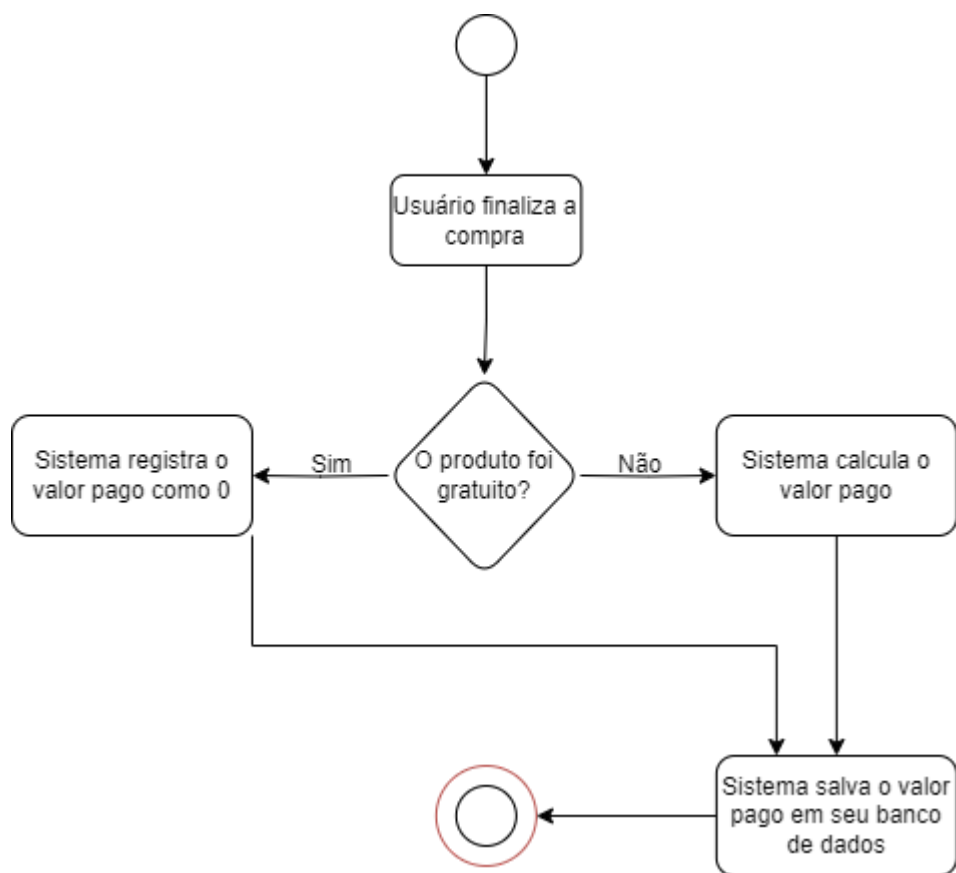 Usuário finaliza a
compra
O produto foi
gratuito?
Sim
Não
Sistema registra o
valor pago como 0
Sistema calcula o
valor pago
Sistema salva o valor
pago em seu banco
de dados